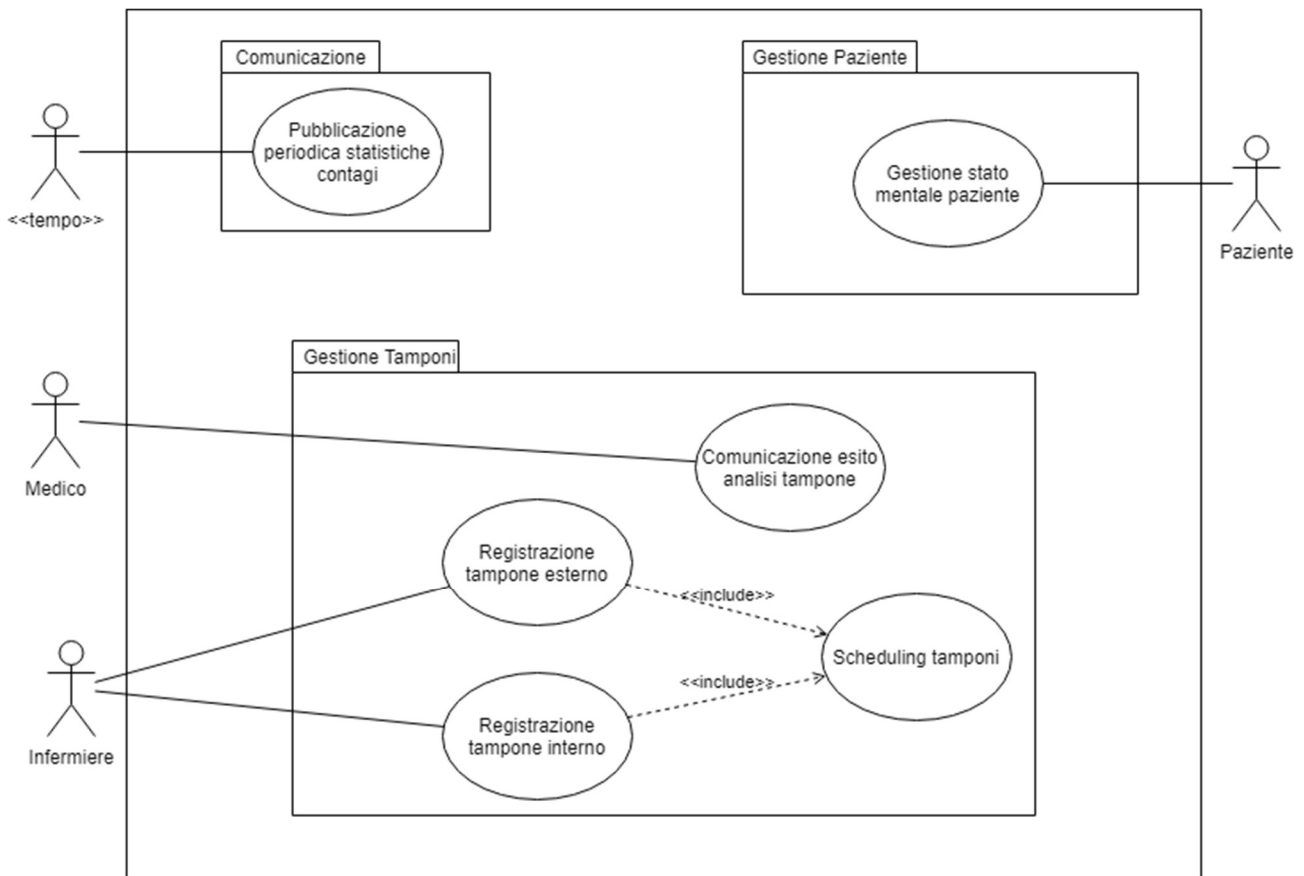 Comunicazione
Gestione Paziente
Pubblicazione
periodica statistiche
contagi
Gestione stato
mentale paziente
<<tempo>>
Paziente
Gestione Tamponi
Medico
Comunicazione esito
analisi tampone
Registrazione
tampone esterno
<<include>>
Scheduling tamponi
<<include>>
Registrazione
tampone interno
Infermiere